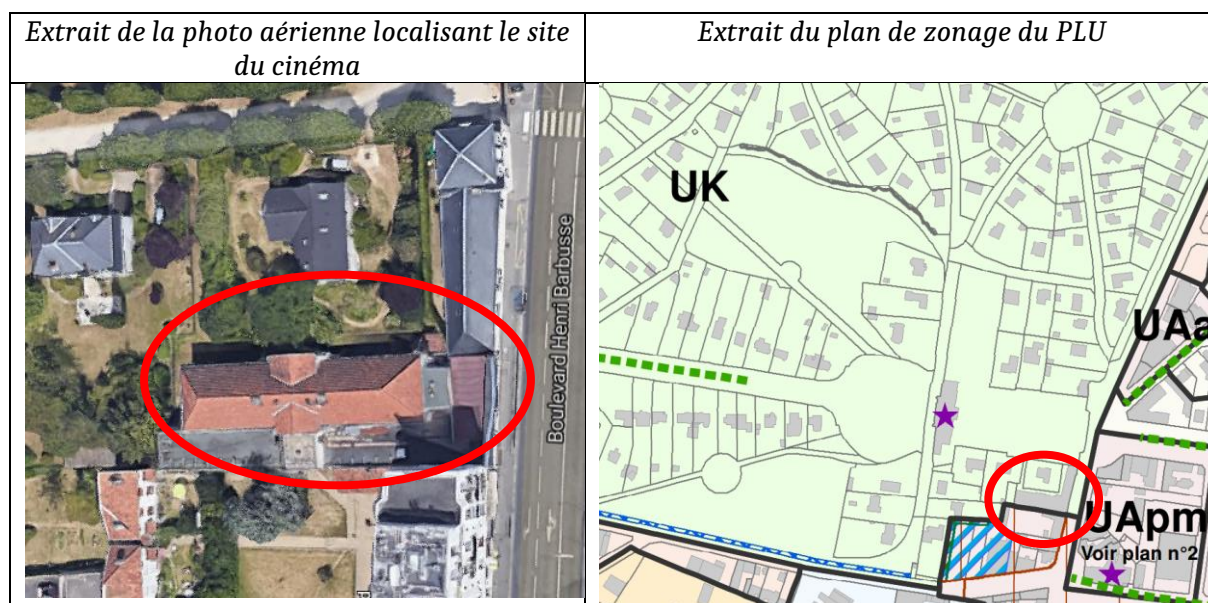 Extrait de la photo aérienne localisant le site
du cinéma
Extrait du plan de zonage du PLU
Boulevard Henri Barbusse
UK
UAa
UApm
Voir plan n°2